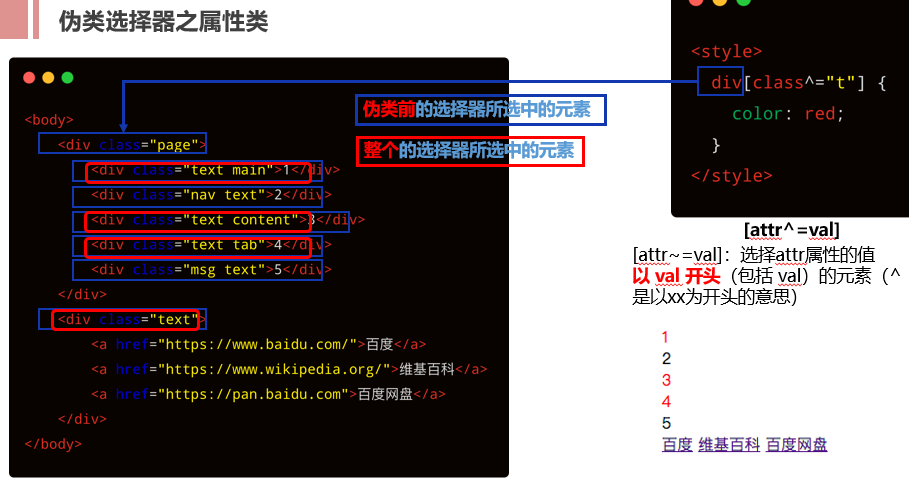 伪类选择器之属性类
<style>
div[class^="t"] {
color: red;
}
</style>
伪类前的选择器所选中的元素
整个的选择器所选中的元素
<body>
<div class="page">
<div class="text main">1</div>
<div class="nav text">2</div>
<div class="text content">3</div>
<div class="text tab">4</div>
<div class="msg text">5</div>
</div>
<div class="text">
<a href="https://www.baidu.com/">百度</a>
<a href="https://www.wikipedia.org/">维基百科</a>
<a href="https://pan.baidu.com">百度网盘</a>
</div>
</body>
[attr^=val]
[attr~=val]：选择attr属性的值
以 val 开头（包括 val）的元素（^
是以xx为开头的意思）
1
2
3
4
5
百度 维基百科 百度网盘